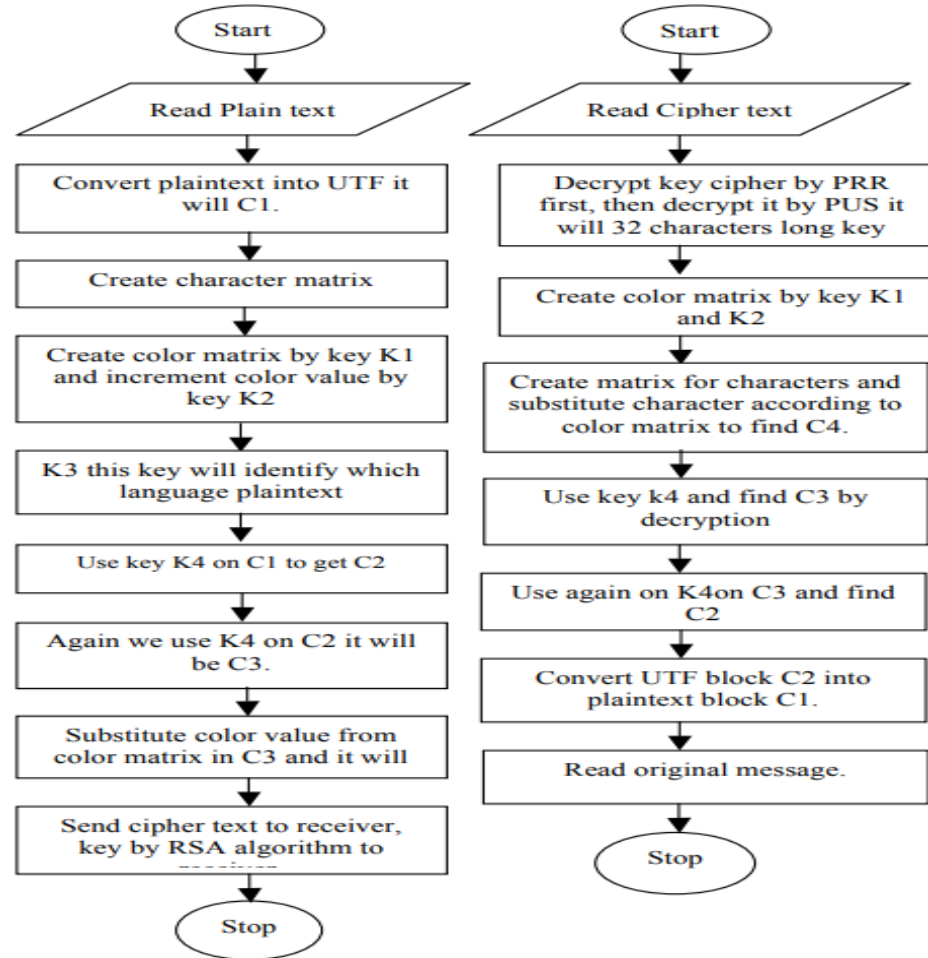 Start
Read Plain text
Convert plaintext into UTF it
will C1.
Create character matrix
Create color matrix by key K1
and increment color value by
key K2
K3 this key will identify which
language plaintext
Use key K4 on C1 to get C2
Again we use K4 on C2 it will
be C3.
Substitute color value from
color matrix in C3 and it will
Send cipher text to receiver,
key by RSA algorithm to
Stop
Start
Read Cipher text
Decrypt key cipher by PRR
first, then decrypt it by PUS it
will 32 characters long key
Create color matrix by key K1
and K2
Create matrix for characters and
substitute character according to
color matrix to find C4.
Use key k4 and find C3 by
decryption
Use again on K4on C3 and find
C2
Convert UTF block C2 into
plaintext block C1.
Read original message.
Stop